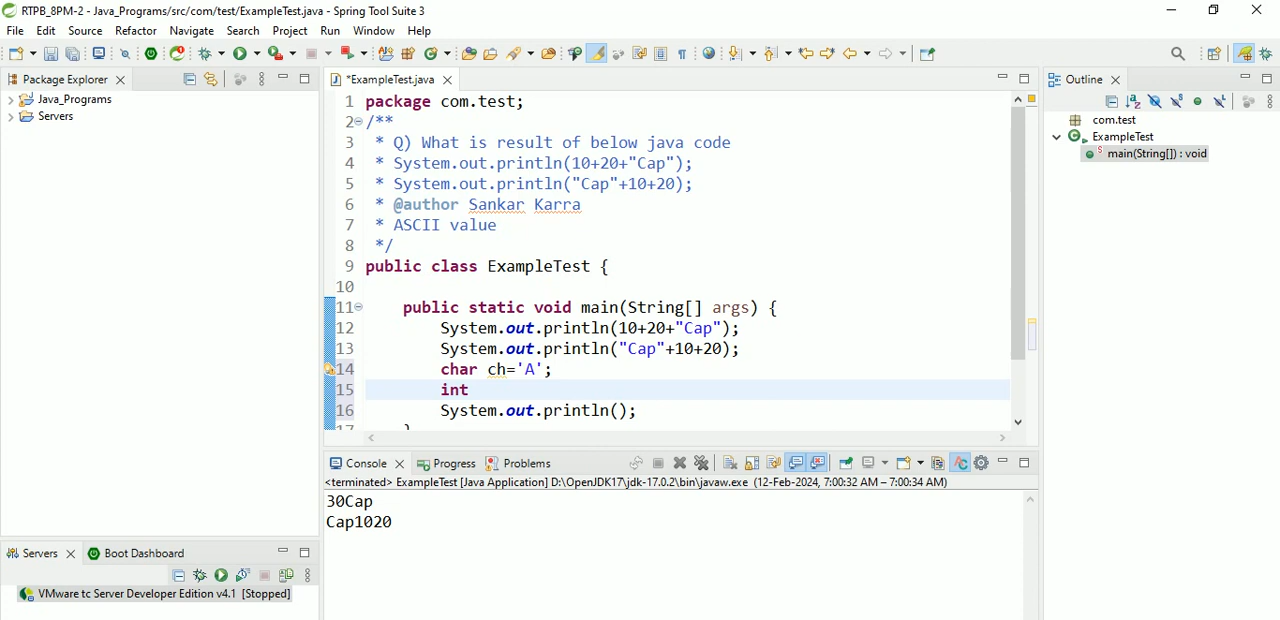 RTPB_8PM-2 - Java_Programs/src/com/test/ExampleTest.java - Spring Tool Suite 3
File Edit Source Refactor Navigate Search Project Run Window Help
Package Explorer
Java_Programs
Servers
*ExampleTest.java
1 package com.test;
2 /**
3 * Q) What is result of below java code
4 * System.out.println(10+20+"Cap");
5 * System.out.println("Cap"+10+20);
6 * @author Sankar Karra
7 * ASCII value
8 */
9 public class ExampleTest {
10
11 public static void main(String[] args) {
12 System.out.println(10+20+"Cap");
13 System.out.println("Cap"+10+20);
14 char ch='A';
15 int
16 System.out.println();
17 }
Outline
com.test
ExampleTest
main(String[]) : void
Console Progress Problems
<terminated> ExampleTest [Java Application] D:\OpenJDK17\jdk-17.0.2\bin\javaw.exe (12-Feb-2024, 7:00:32 AM – 7:00:34 AM)
30Cap
Cap1020
Servers Boot Dashboard
VMware tc Server Developer Edition v4.1 [Stopped]